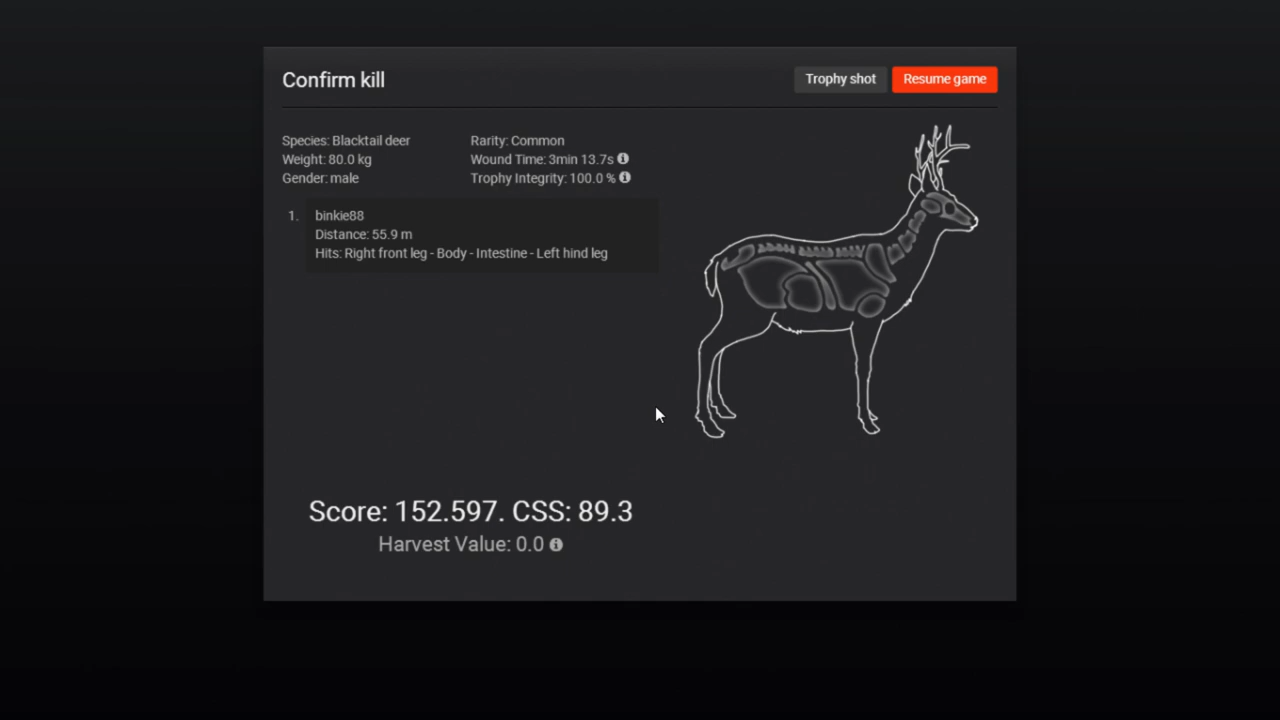 Confirm kill
Trophy shot
Resume game
Species: Blacktail deer
Weight: 80.0 kg
Gender: male
Rarity: Common
Wound Time: 3min 13.7s
Trophy Integrity: 100.0 %
1. binkie88
Distance: 55.9 m
Hits: Right front leg - Body - Intestine - Left hind leg
Score: 152.597. CSS: 89.3
Harvest Value: 0.0